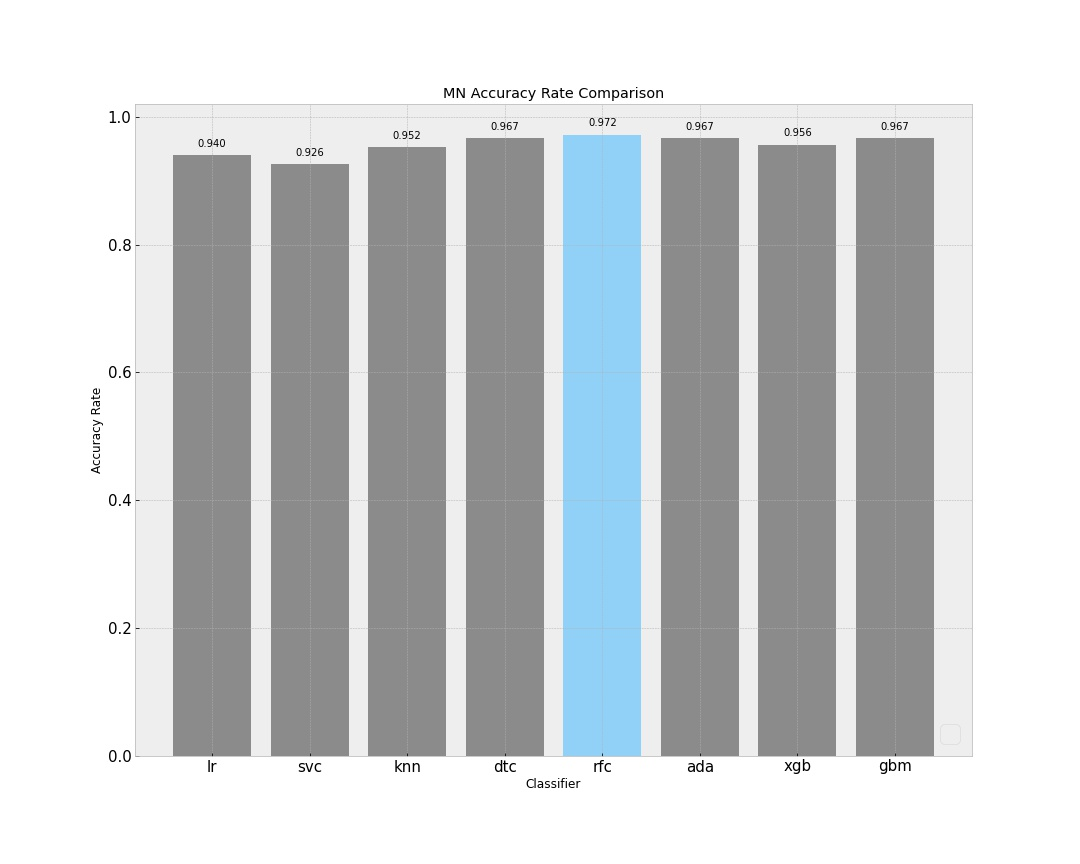 MN Accuracy Rate Comparison
1.0
0.8
0.6
0.4
0.2
0.0
Accuracy Rate
0.940
0.926
0.952
0.967
0.972
0.967
0.956
0.967
lr
svc
knn
dtc
rfc
ada
xgb
gbm
Classifier